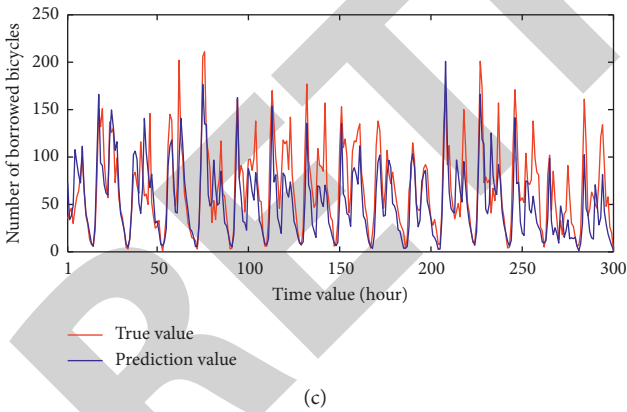 250
200
150
100
50
0
Number of borrowed bicycles
1 50 100 150 200 250 300
Time value (hour)
True value
Prediction value
(c)
RETR